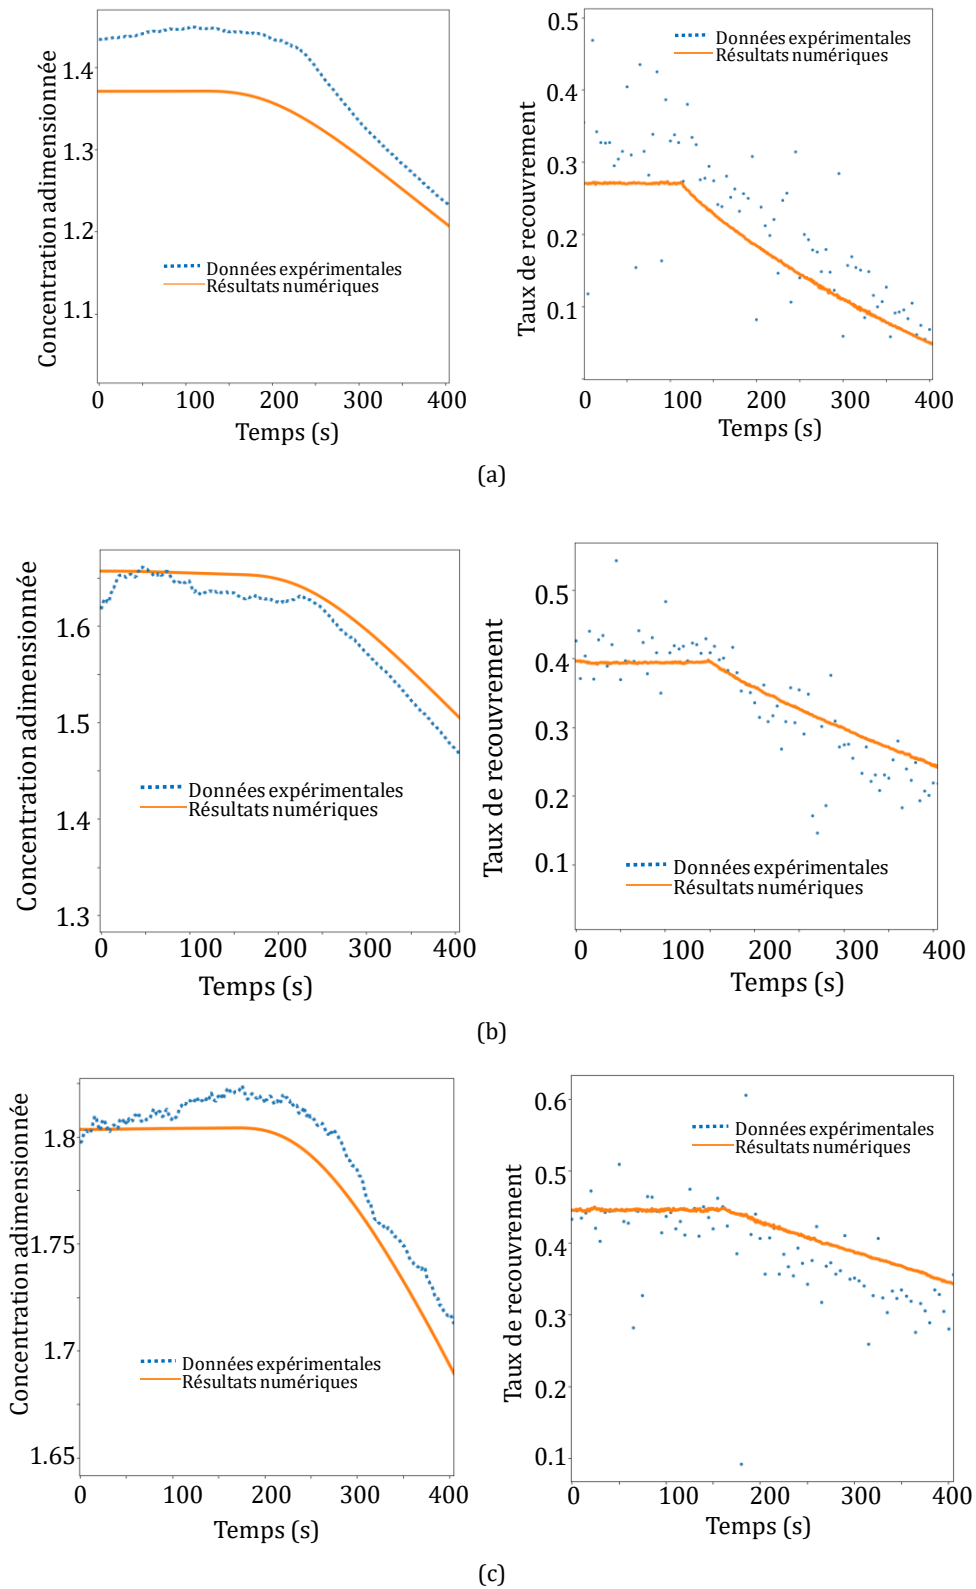 Concentration adimensionnée
1.4
1.3
1.2
1.1
0 100 200 300 400
Temps (s)
Données expérimentales
Résultats numériques
Taux de recouvrement
0.5
0.4
0.3
0.2
0.1
0 100 200 300 400
Temps (s)
Données expérimentales
Résultats numériques
(a)
Concentration adimensionnée
1.6
1.5
1.4
1.3
0 100 200 300 400
Temps (s)
Données expérimentales
Résultats numériques
Taux de recouvrement
0.5
0.4
0.3
0.2
0.1
0 100 200 300 400
Temps (s)
Données expérimentales
Résultats numériques
(b)
Concentration adimensionnée
1.8
1.75
1.7
1.65
0 100 200 300 400
Temps (s)
Données expérimentales
Résultats numériques
Taux de recouvrement
0.6
0.5
0.4
0.3
0.2
0.1
0 100 200 300 400
Temps (s)
Données expérimentales
Résultats numériques
(c)